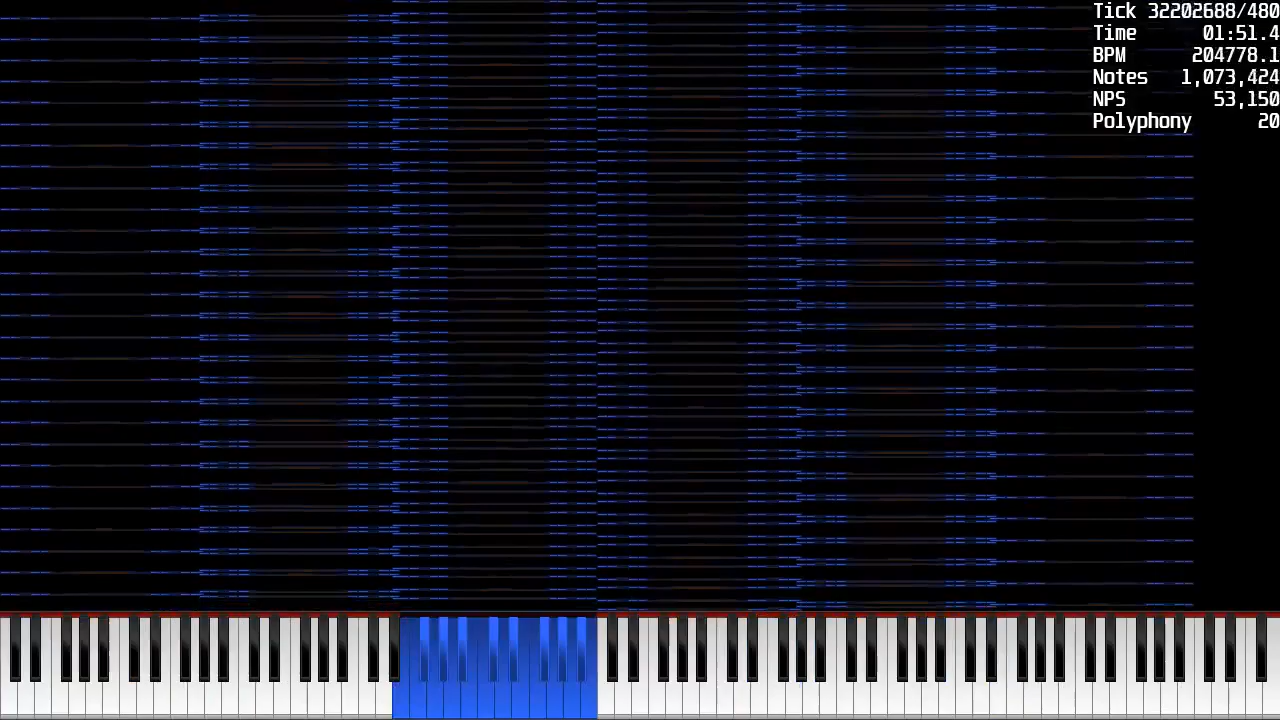 Tick 32202688/480
Time 01:51.4
BPM 204778.1
Notes 1,073,424
NPS 53,150
Polyphony 20